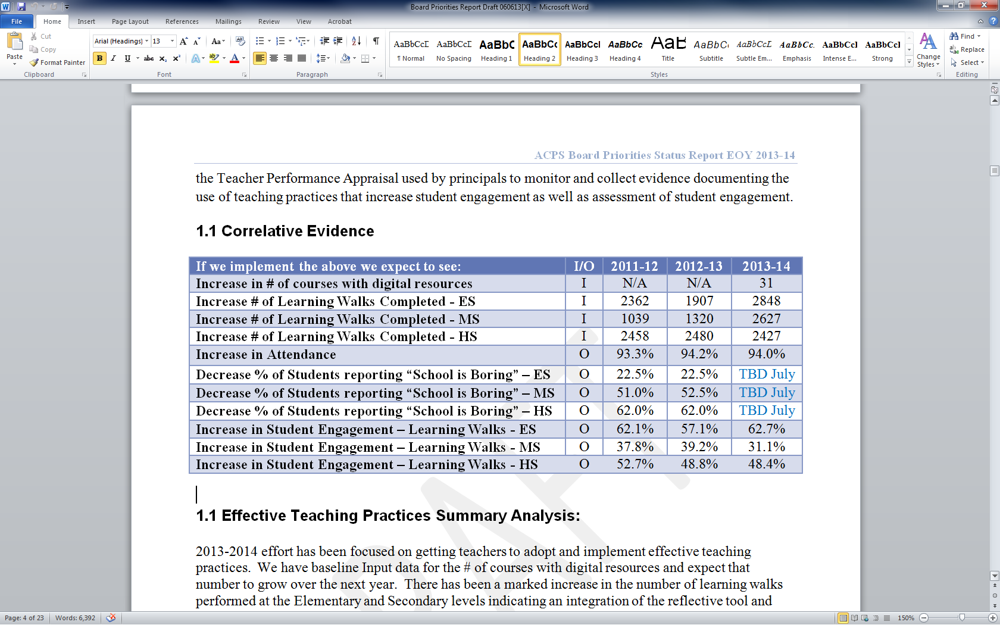 Board Priorities Report Draft 060613[X] - Microsoft Word
File Home Insert Page Layout References Mailings Review View Acrobat
Paste
Cut
Copy
Format Painter
Clipboard
Arial (Headings) 13
Font
Paragraph
AaBbCcI AaBbCcI AaBbC AaBbCc AaBbCcI AaBbCc AaB AaBbC AaBbCcI AaBbCc. AaBbCcI AaBbCcI
¶ Normal No Spacing Heading 1 Heading 2 Heading 3 Heading 4 Title Subtitle Subtle Em... Emphasis Intense E... Strong
Styles
Change Styles
Find
Replace
Select
Editing
ACPS Board Priorities Status Report EOY 2013-14
the Teacher Performance Appraisal used by principals to monitor and collect evidence documenting the
use of teaching practices that increase student engagement as well as assessment of student engagement.
1.1 Correlative Evidence
If we implement the above we expect to see: I/O 2011-12 2012-13 2013-14
Increase in # of courses with digital resources I N/A N/A 31
Increase # of Learning Walks Completed - ES I 2362 1907 2848
Increase # of Learning Walks Completed - MS I 1039 1320 2627
Increase # of Learning Walks Completed - HS I 2458 2480 2427
Increase in Attendance O 93.3% 94.2% 94.0%
Decrease % of Students reporting “School is Boring” – ES O 22.5% 22.5% TBD July
Decrease % of Students reporting “School is Boring” – MS O 51.0% 52.5% TBD July
Decrease % of Students reporting “School is Boring” – HS O 62.0% 62.0% TBD July
Increase in Student Engagement – Learning Walks - ES O 62.1% 57.1% 62.7%
Increase in Student Engagement – Learning Walks - MS O 37.8% 39.2% 31.1%
Increase in Student Engagement – Learning Walks - HS O 52.7% 48.8% 48.4%
1.1 Effective Teaching Practices Summary Analysis:
2013-2014 effort has been focused on getting teachers to adopt and implement effective teaching
practices. We have baseline Input data for the # of courses with digital resources and expect that
number to grow over the next year. There has been a marked increase in the number of learning walks
performed at the Elementary and Secondary levels indicating an integration of the reflective tool and
DRAFT
Page: 4 of 23 Words: 6,392 150%